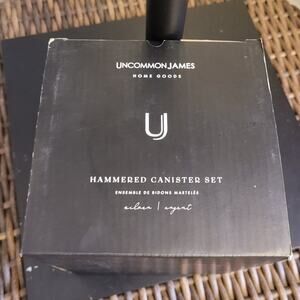 UNCOMMON JAMES
HOME GOODS
UJ
HAMMERED CANISTER SET
ENSEMBLE DE BIDONS MARTELÉS
silver | argent